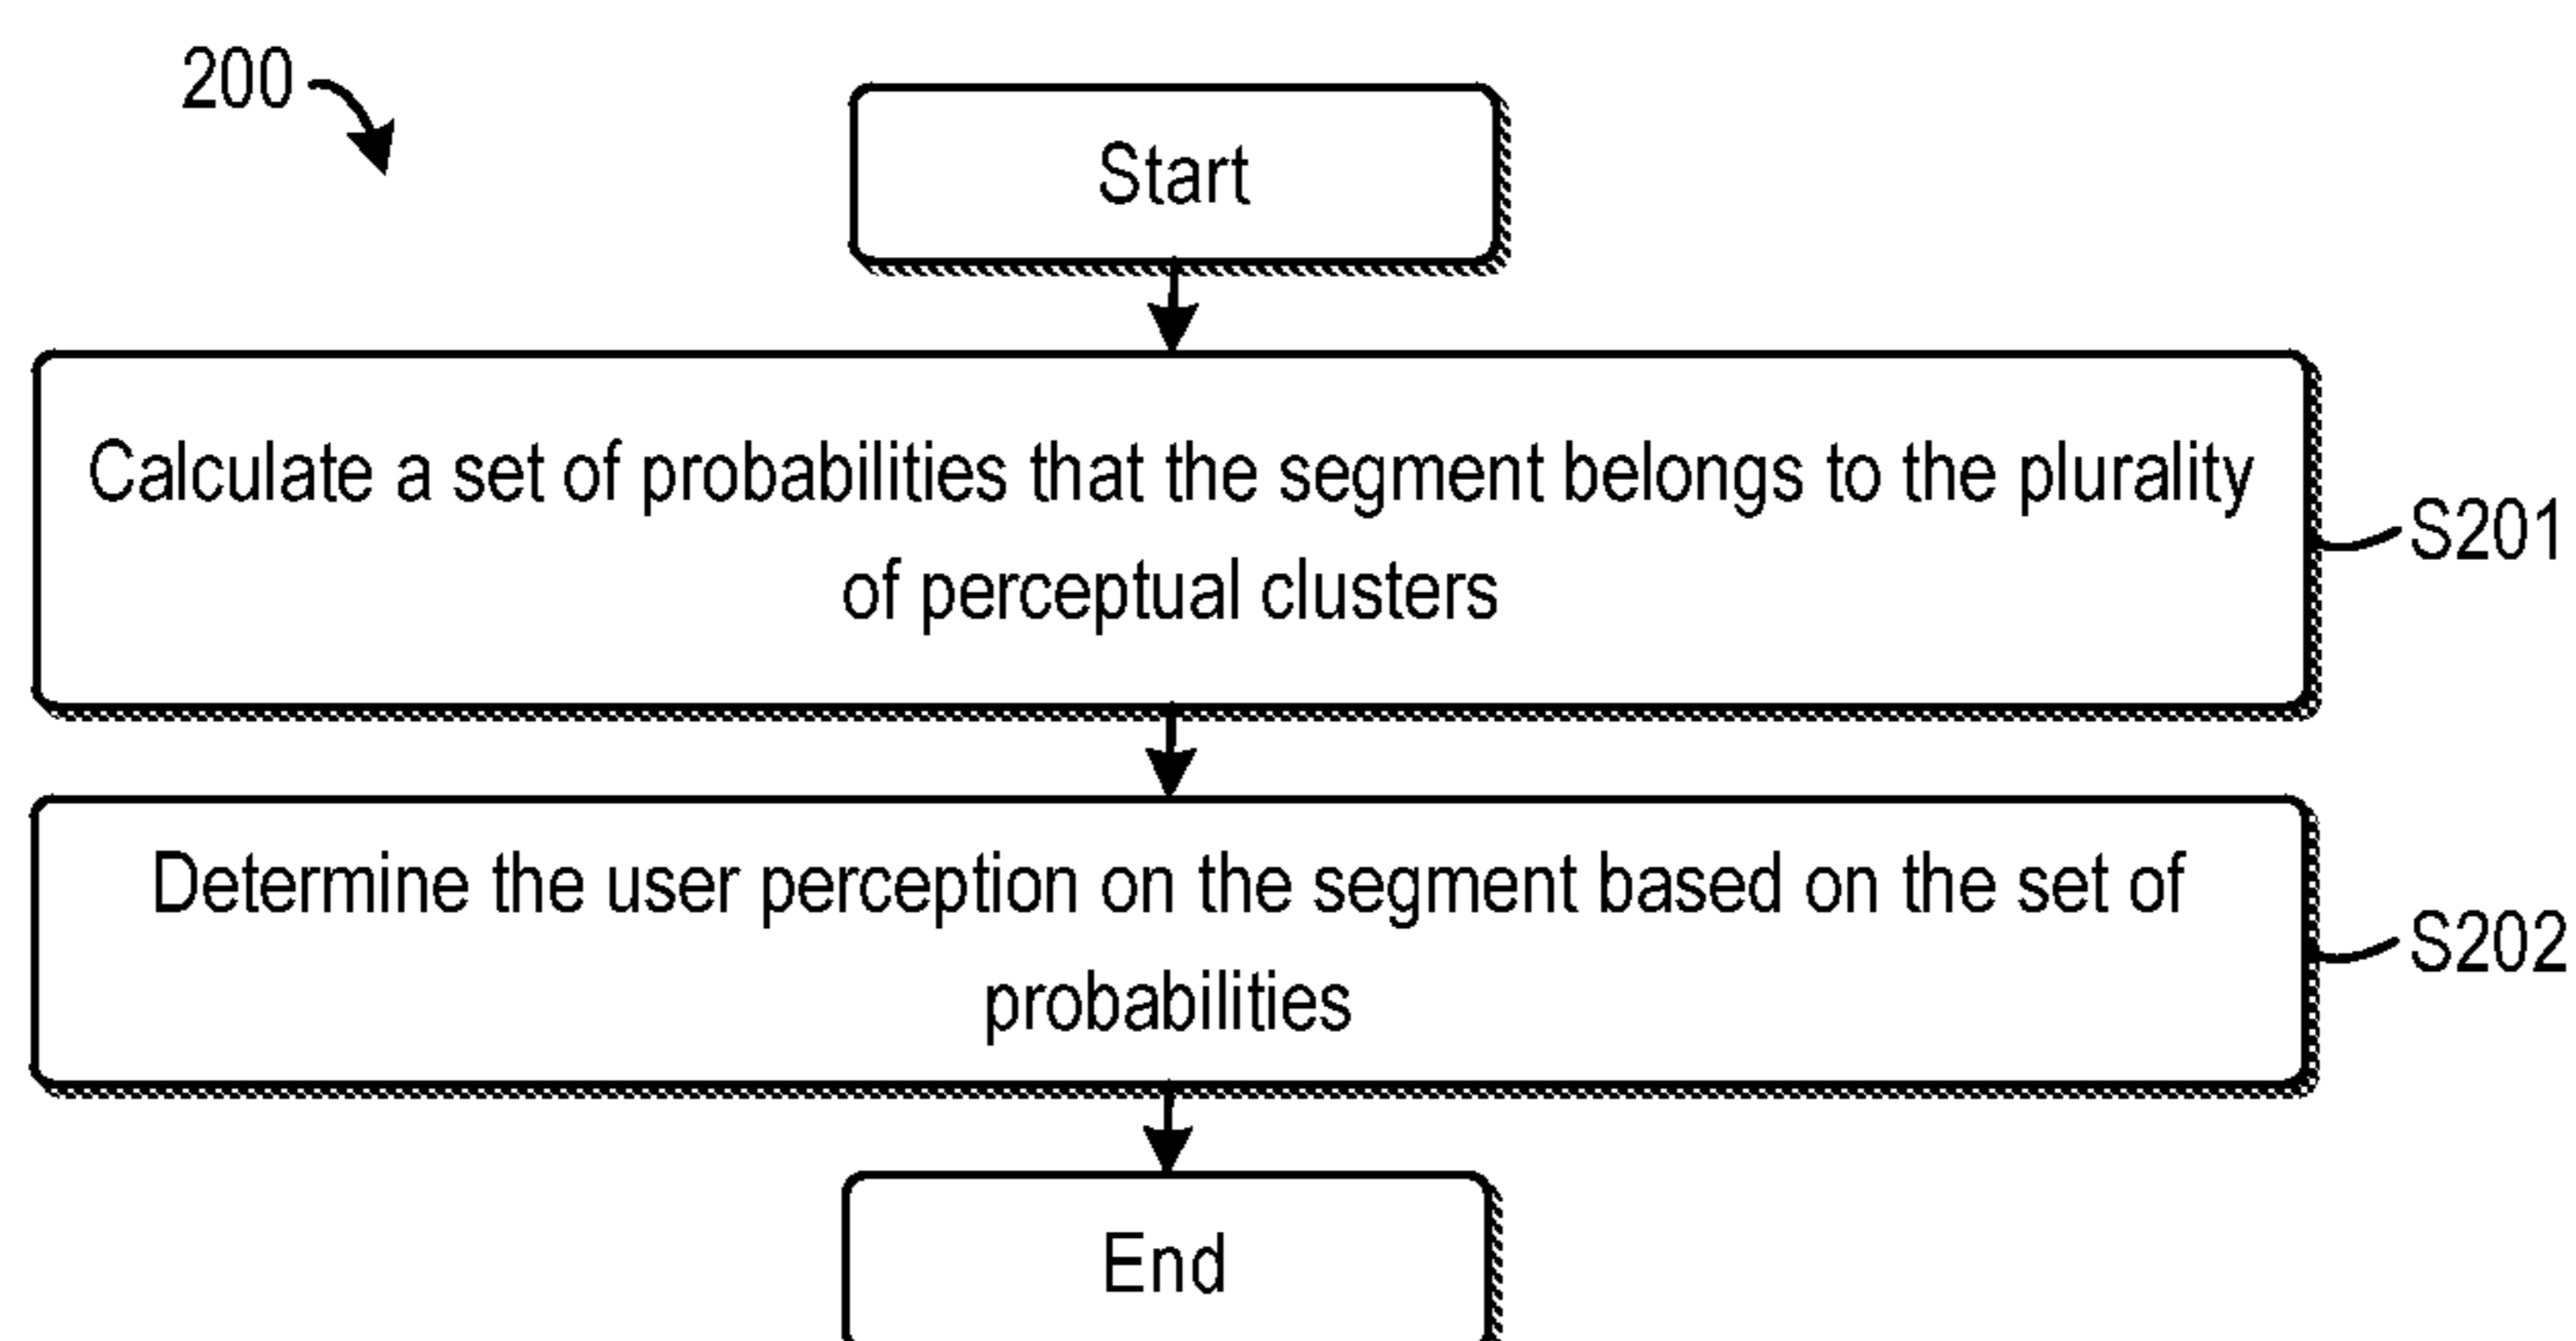 200
Start
Calculate a set of probabilities that the segment belongs to the plurality
of perceptual clusters
S201
Determine the user perception on the segment based on the set of
probabilities
S202
End